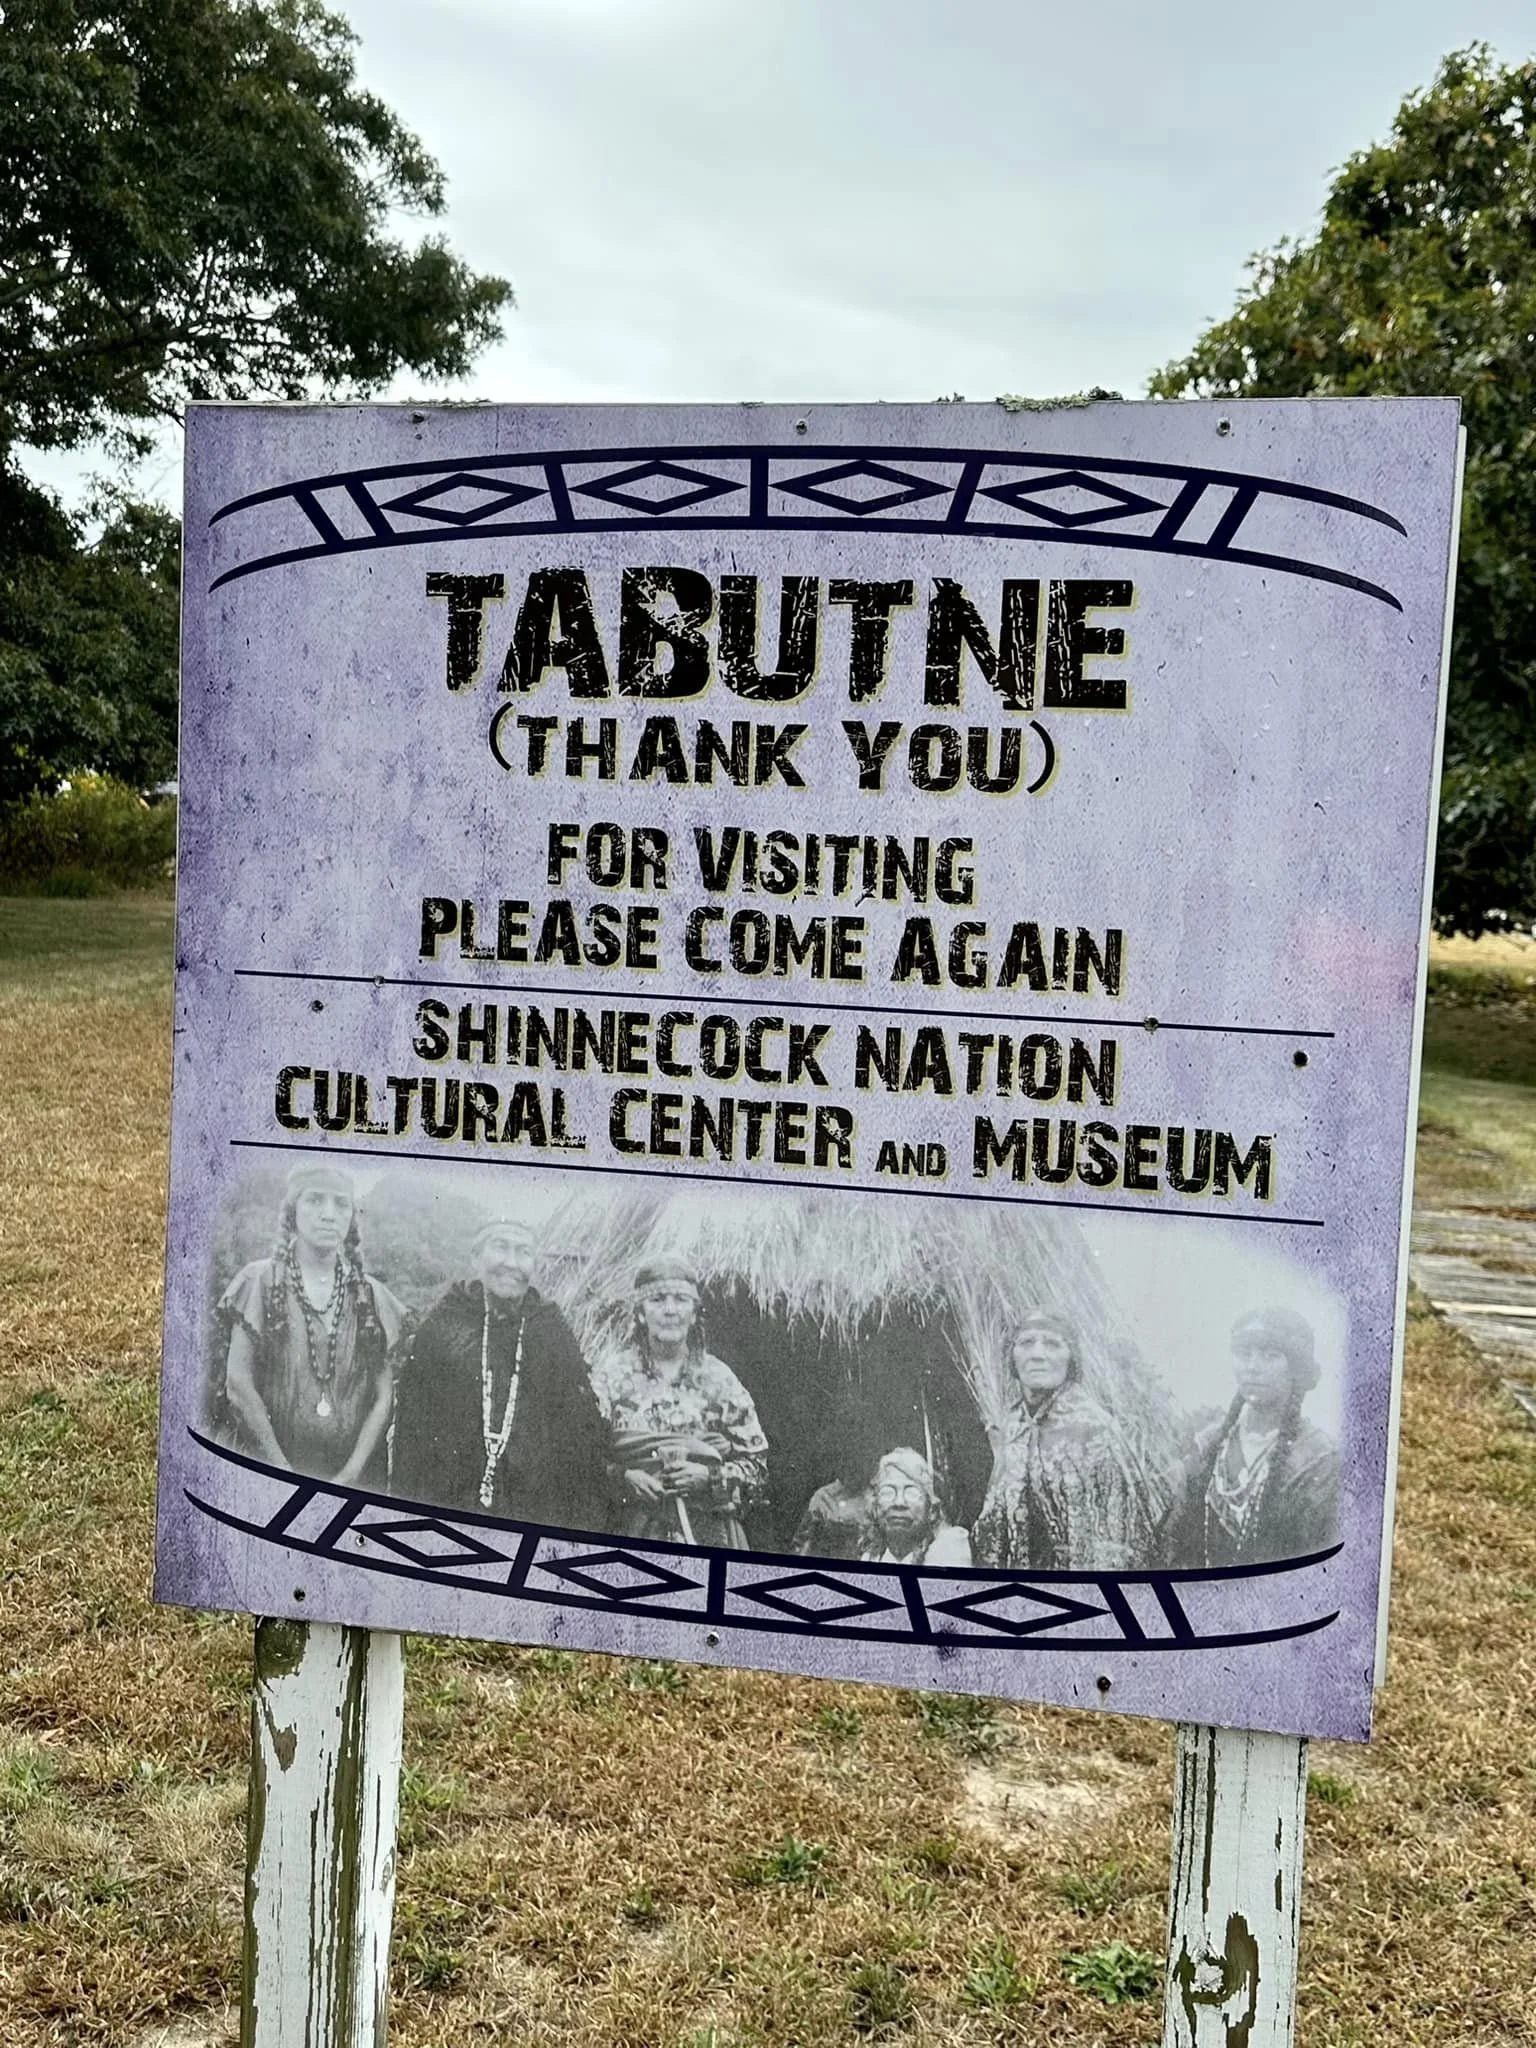 TABUTNE
(THANK YOU)
FOR VISITING
PLEASE COME AGAIN
SHINNECOCK NATION
CULTURAL CENTER AND MUSEUM